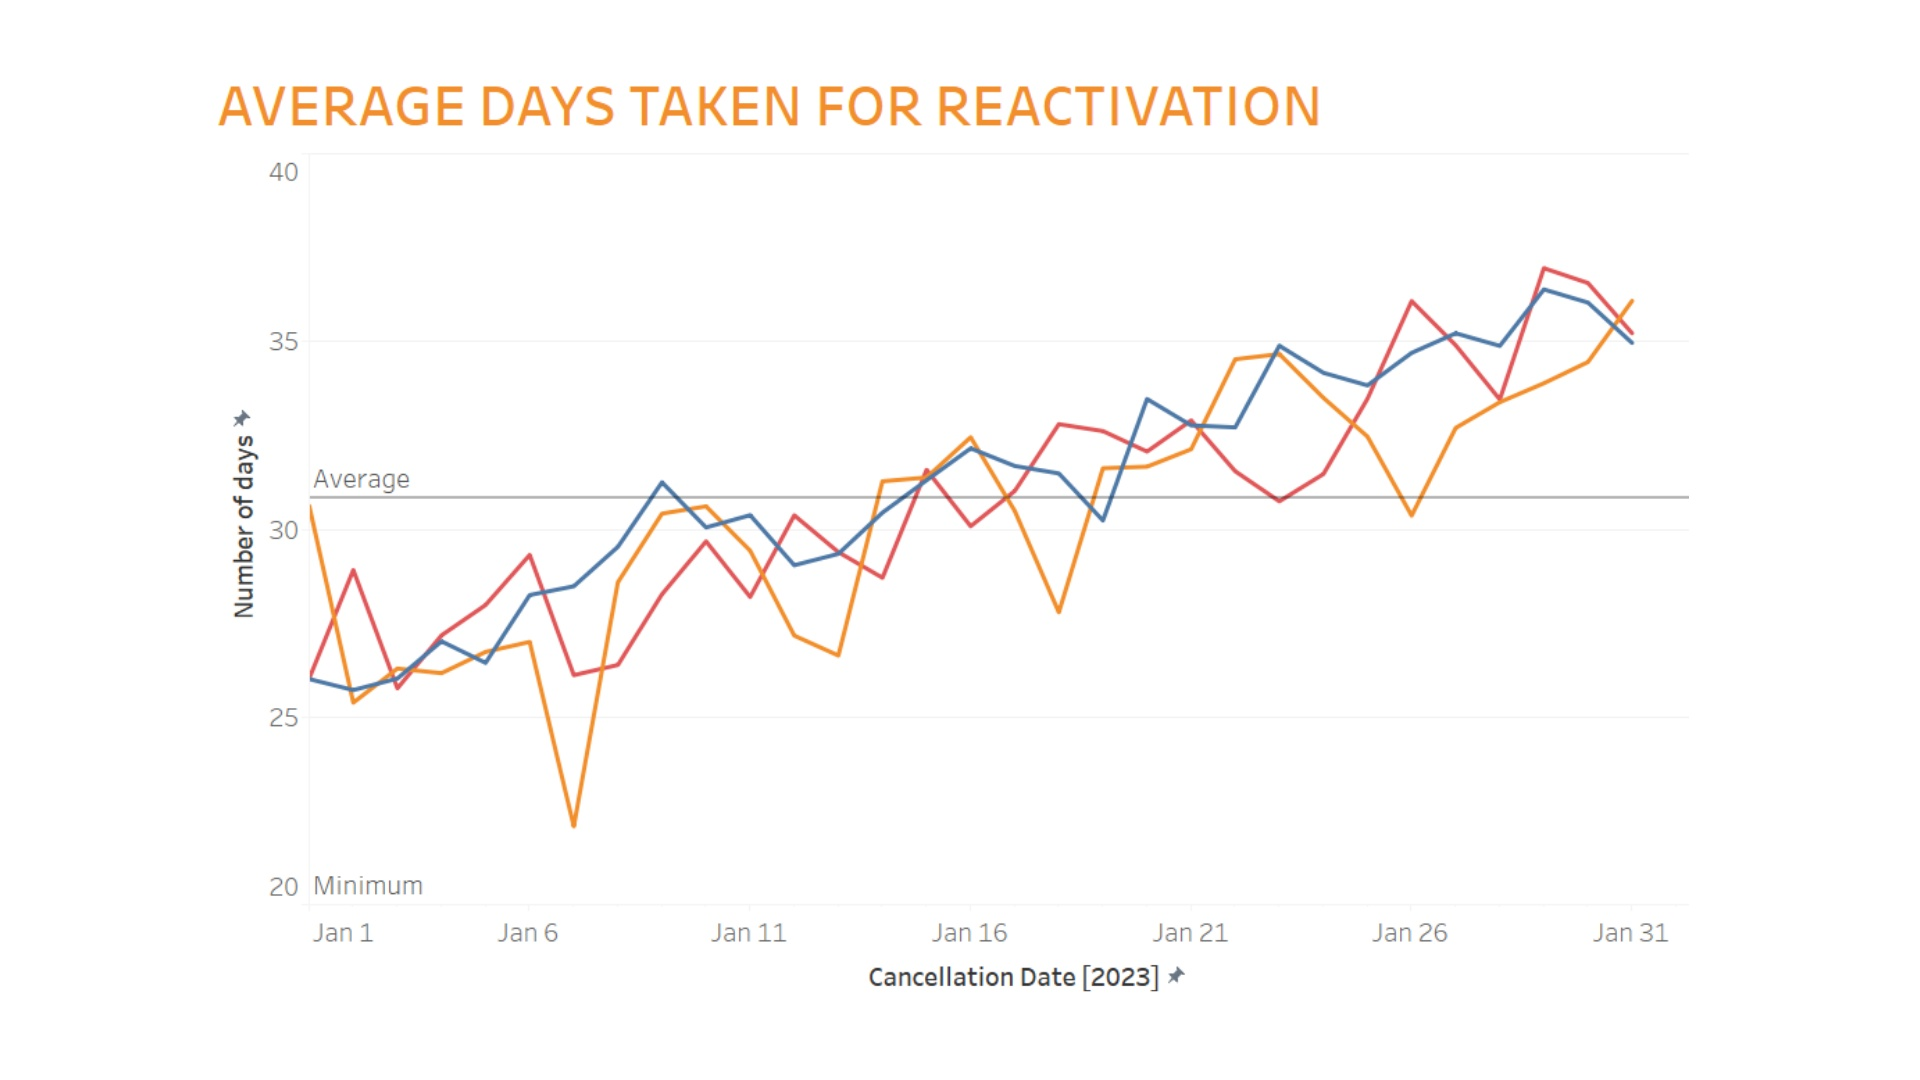 AVERAGE DAYS TAKEN FOR REACTIVATION
40
35
Average
30
25
20 Minimum
Number of days
Jan 1 Jan 6 Jan 11 Jan 16 Jan 21 Jan 26 Jan 31
Cancellation Date [2023]